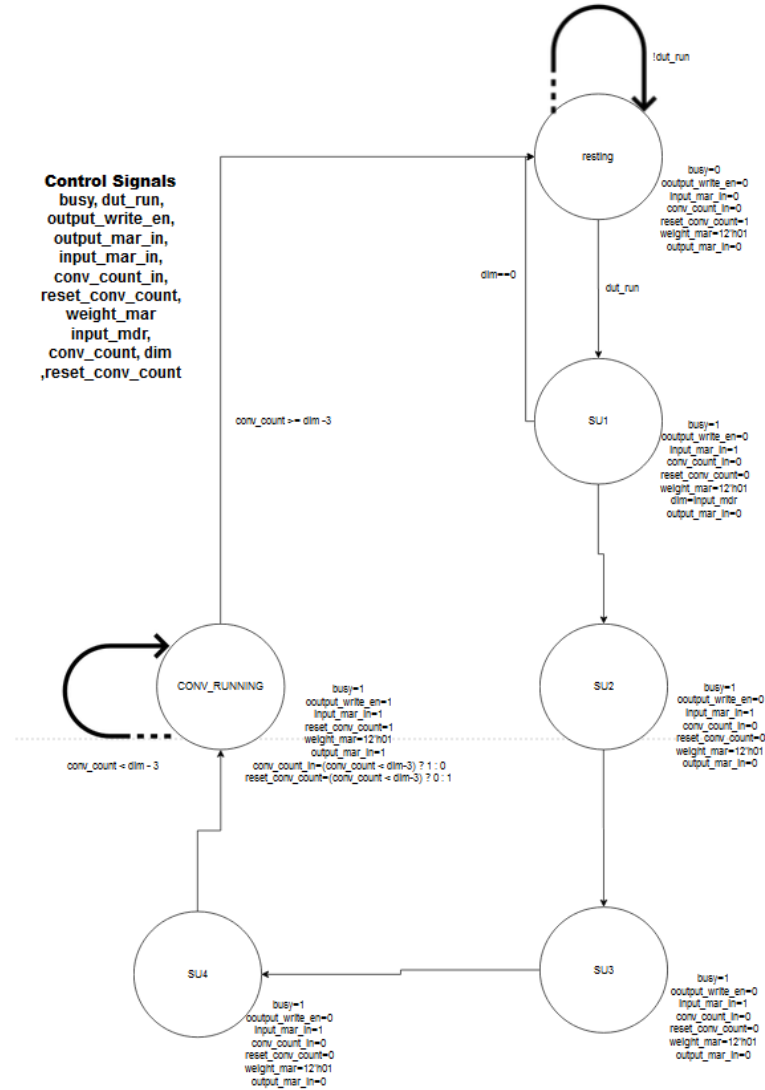 !dut_run
resting
busy=0
ooutput_write_en=0
input_mar_in=0
conv_count_in=0
reset_conv_count=1
weight_mar=12'h01
output_mar_in=0
Control Signals
busy, dut_run,
output_write_en,
output_mar_in,
input_mar_in,
conv_count_in,
reset_conv_count,
weight_mar
input_mdr,
conv_count, dim
,reset_conv_count
dim==0
dut_run
conv_count >= dim -3
SU1
busy=1
ooutput_write_en=0
input_mar_in=1
conv_count_in=0
reset_conv_count=0
weight_mar=12'h01
dim=input_mdr
output_mar_in=0
CONV_RUNNING
busy=1
ooutput_write_en=1
input_mar_in=1
reset_conv_count=1
weight_mar=12'h01
output_mar_in=1
conv_count_in=(conv_count < dim-3) ? 1 : 0
reset_conv_count=(conv_count < dim-3) ? 0 : 1
conv_count < dim - 3
SU2
busy=1
ooutput_write_en=0
input_mar_in=1
conv_count_in=0
reset_conv_count=0
weight_mar=12'h01
output_mar_in=0
SU4
busy=1
ooutput_write_en=0
input_mar_in=1
conv_count_in=0
reset_conv_count=0
weight_mar=12'h01
output_mar_in=0
SU3
busy=1
ooutput_write_en=0
input_mar_in=1
conv_count_in=0
reset_conv_count=0
weight_mar=12'h01
output_mar_in=0